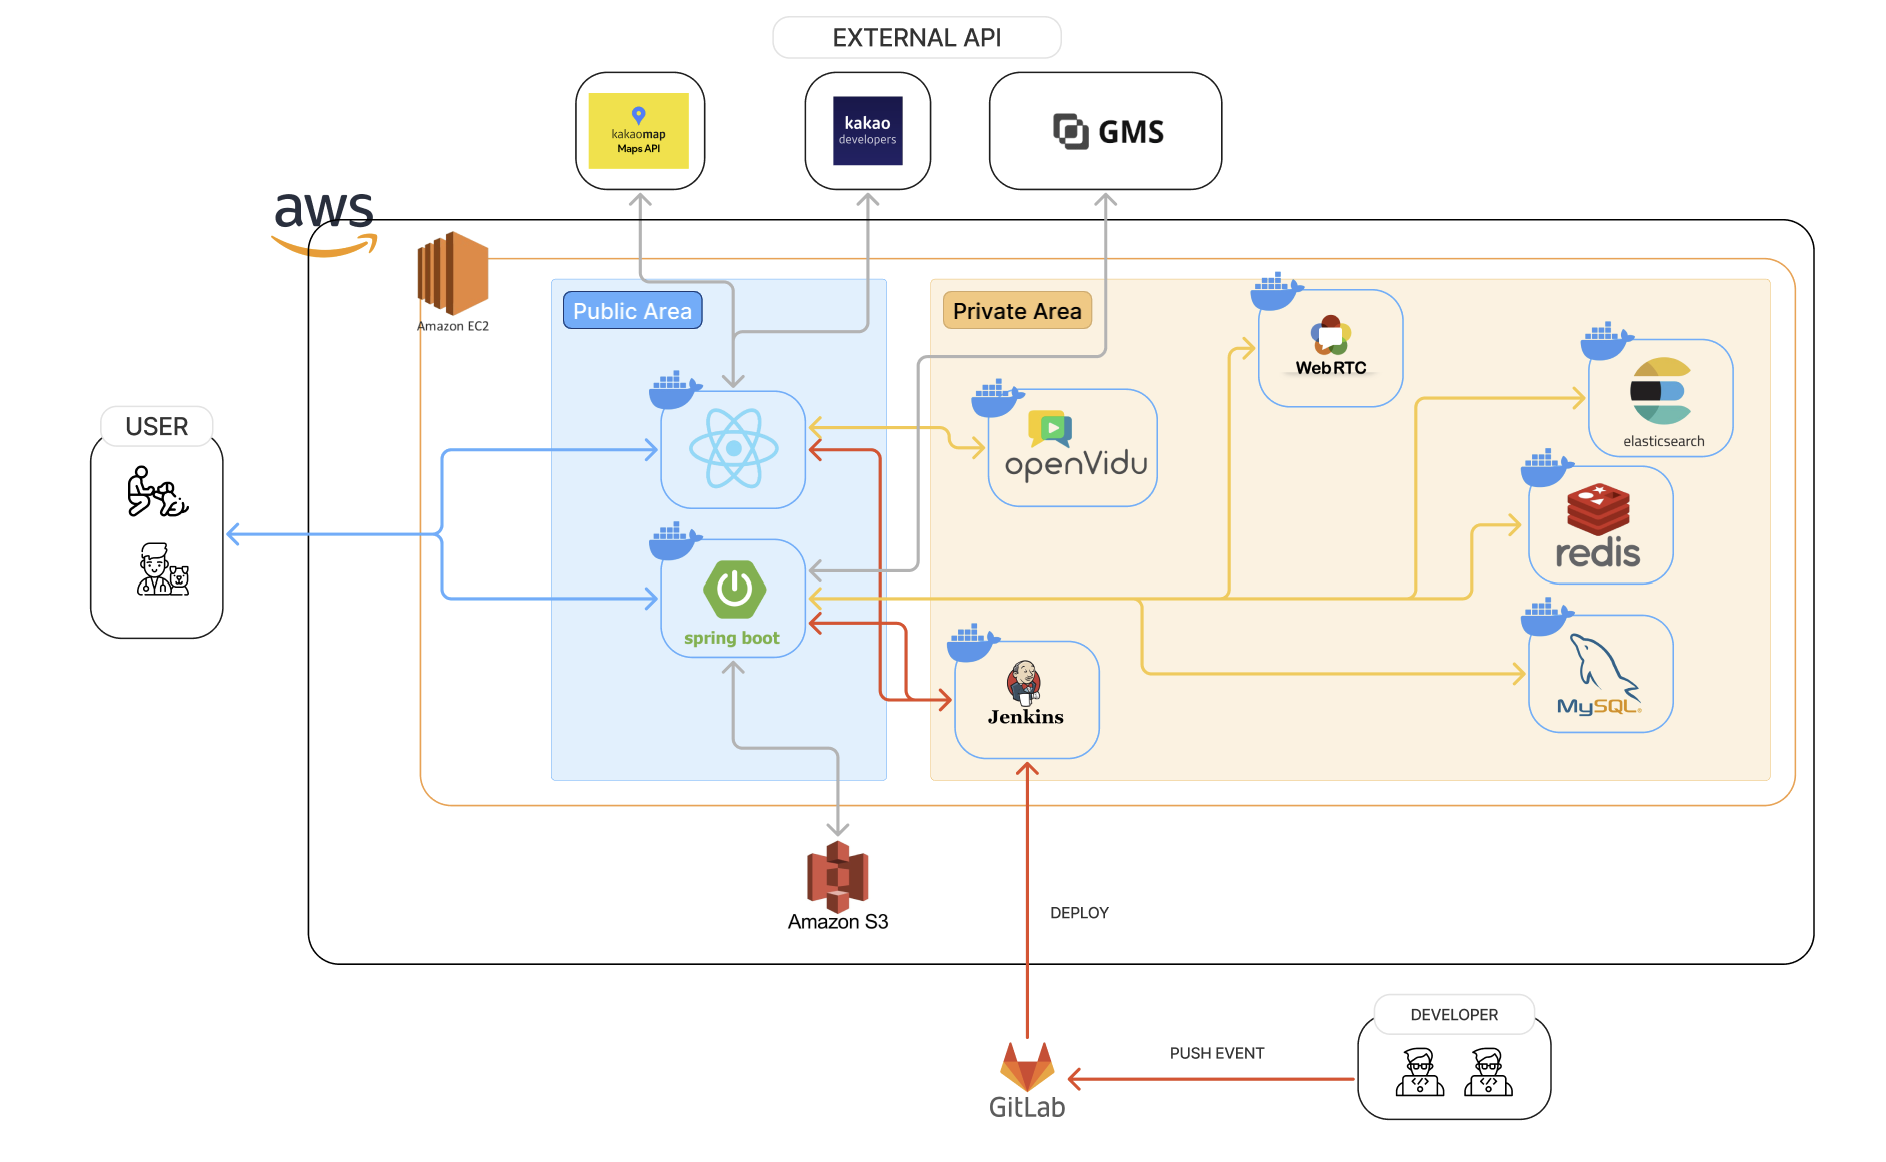 EXTERNAL API
kakaomap
Maps API
kakao
developers
GMS
aws
Amazon EC2
Public Area
Private Area
WebRTC
elasticsearch
USER
openVidu
redis
spring boot
Jenkins
MySQL®
Amazon S3
DEPLOY
DEVELOPER
PUSH EVENT
GitLab